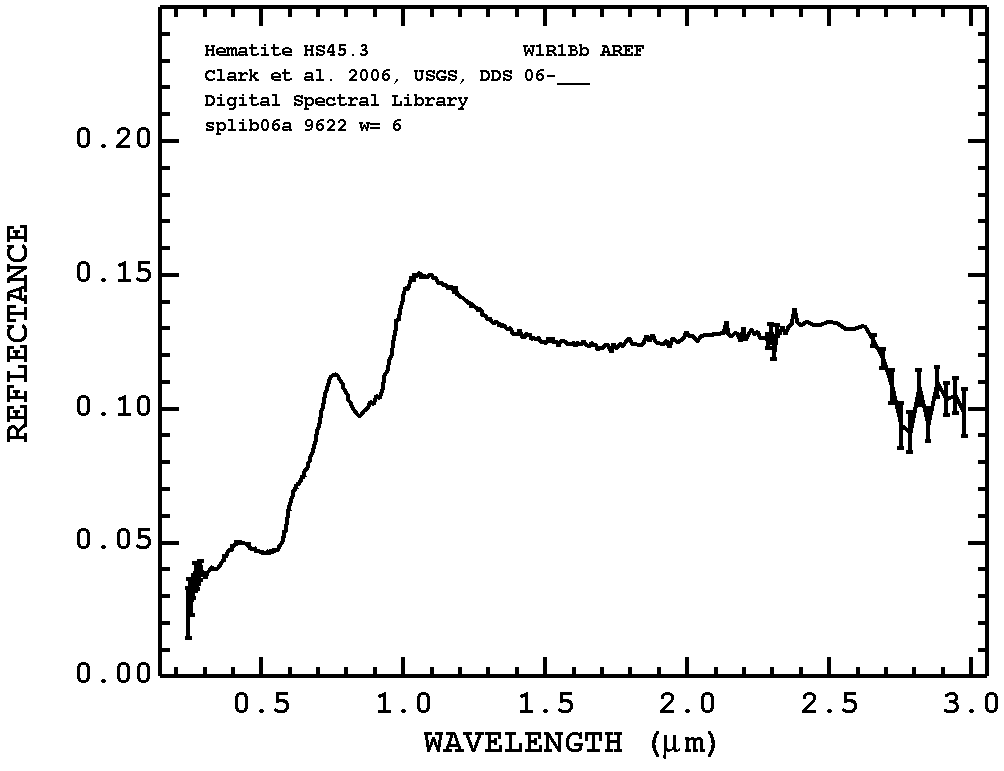 Hematite HS45.3 W1R1Bb AREF
Clark et al. 2006, USGS, DDS 06-___
Digital Spectral Library
splib06a 9622 w= 6
REFLECTANCE
0.20
0.15
0.10
0.05
0.00
0.5 1.0 1.5 2.0 2.5 3.0
WAVELENGTH (μm)